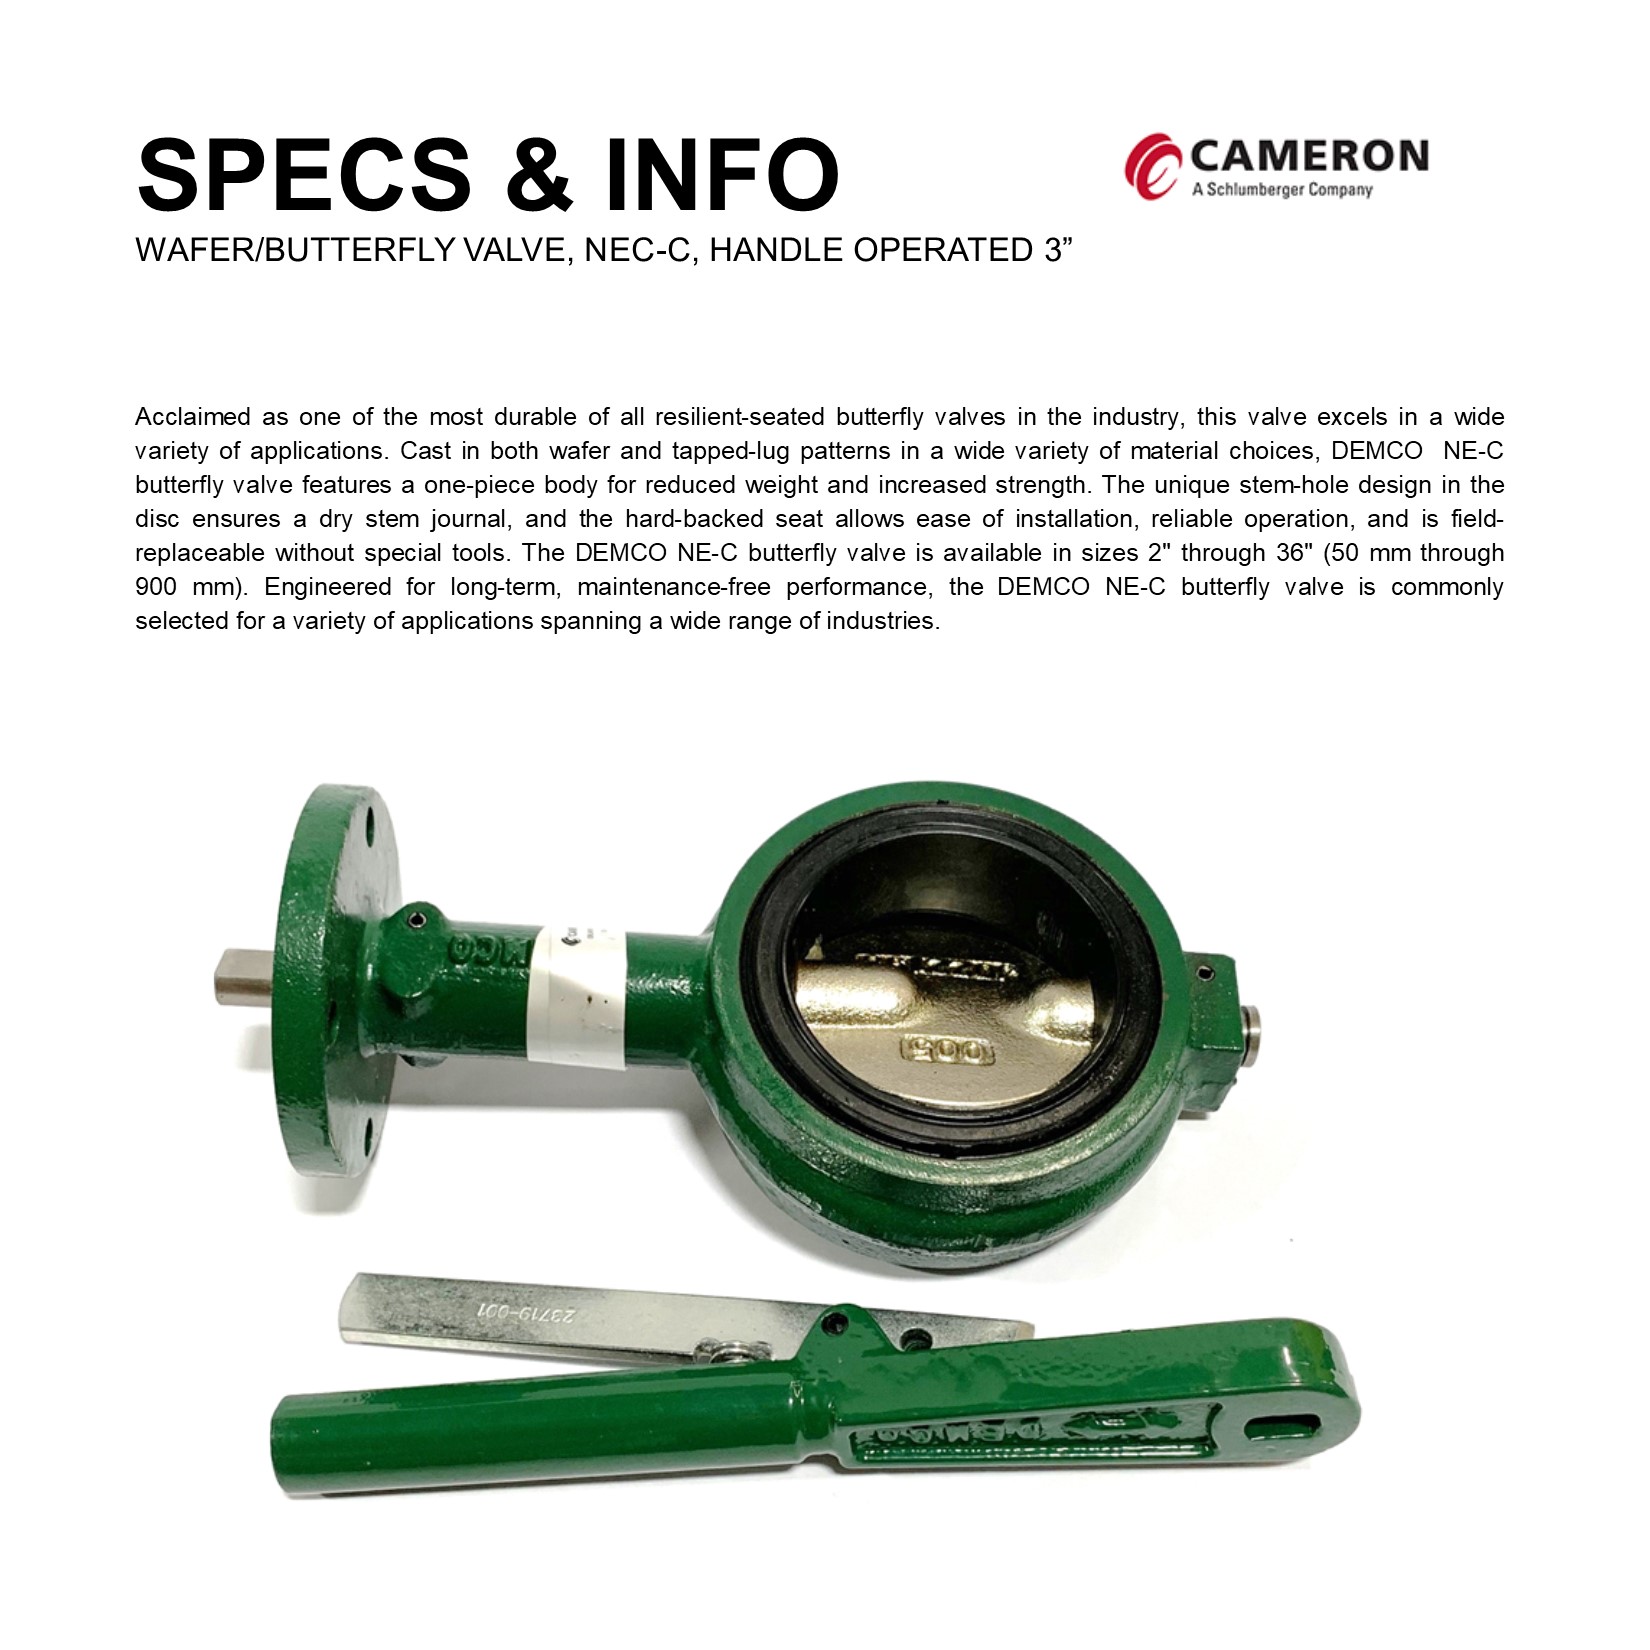 SPECS & INFO
CAMERON
A Schlumberger Company
WAFER/BUTTERFLY VALVE, NEC-C, HANDLE OPERATED 3”
Acclaimed as one of the most durable of all resilient-seated butterfly valves in the industry, this valve excels in a wide
variety of applications. Cast in both wafer and tapped-lug patterns in a wide variety of material choices, DEMCO NE-C
butterfly valve features a one-piece body for reduced weight and increased strength. The unique stem-hole design in the
disc ensures a dry stem journal, and the hard-backed seat allows ease of installation, reliable operation, and is field-
replaceable without special tools. The DEMCO NE-C butterfly valve is available in sizes 2" through 36" (50 mm through
900 mm). Engineered for long-term, maintenance-free performance, the DEMCO NE-C butterfly valve is commonly
selected for a variety of applications spanning a wide range of industries.
23719-001
DEMCO